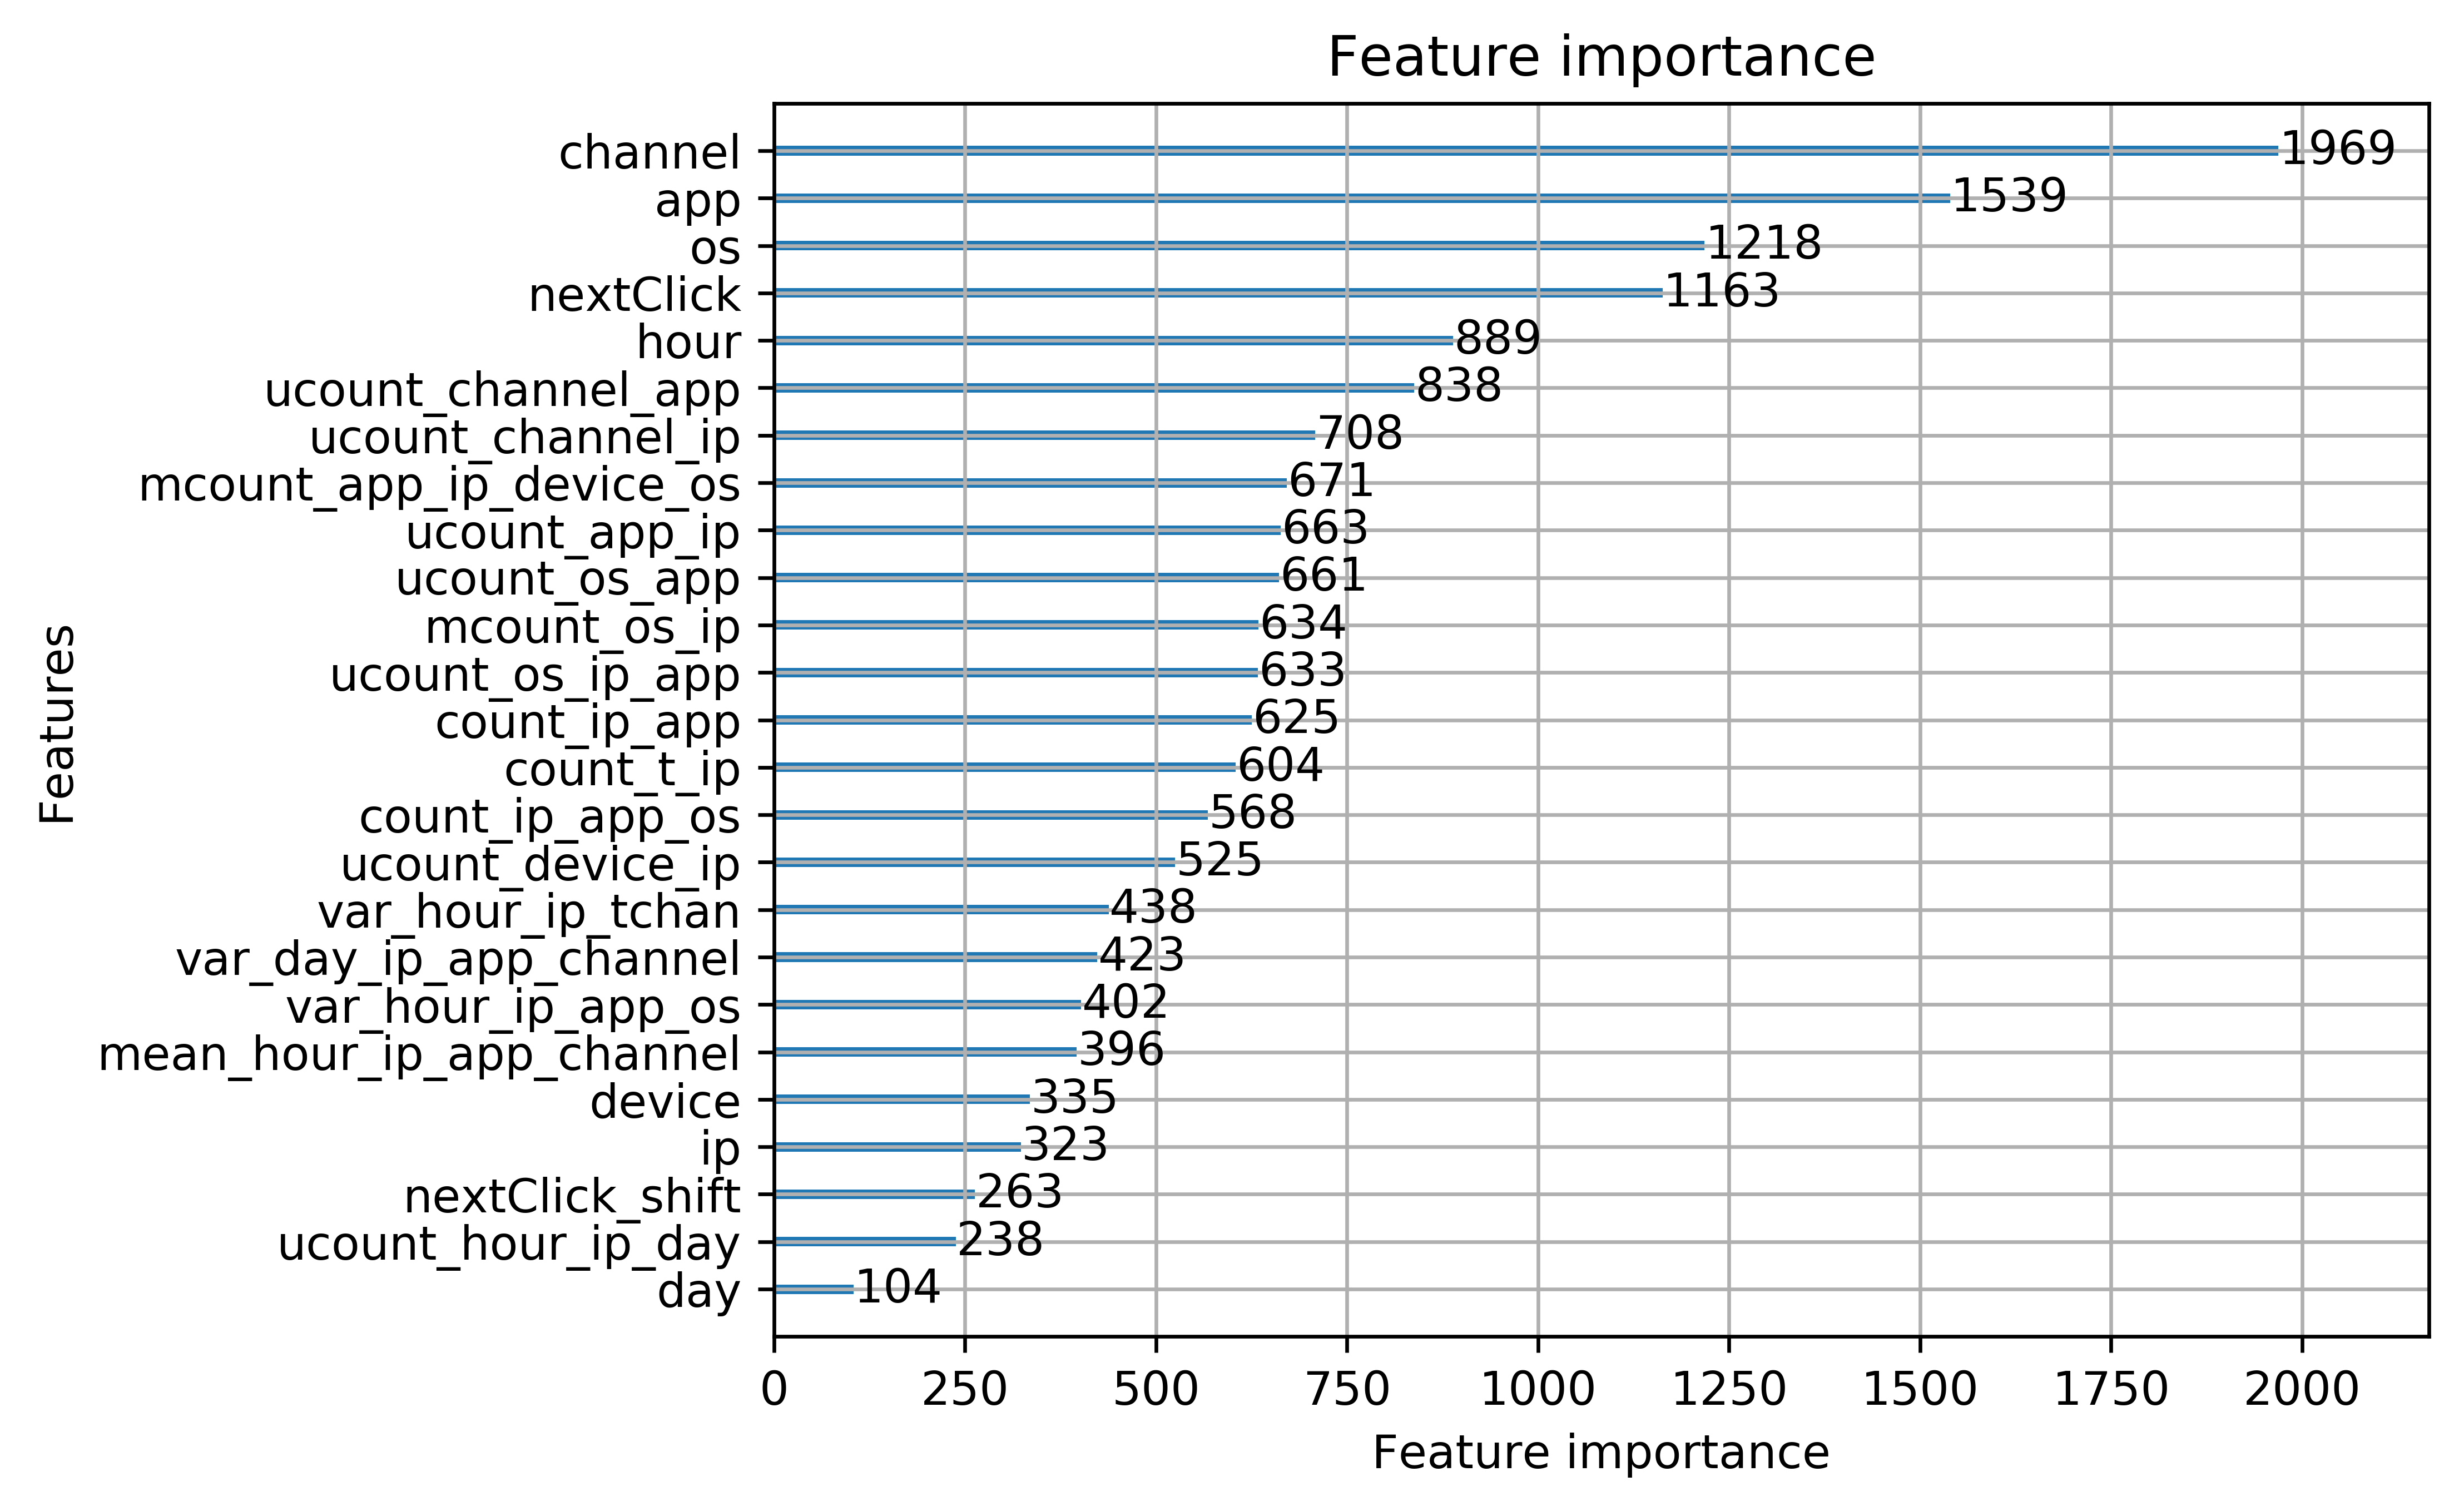 Feature importance
channel 1969
app 1539
os 1218
nextClick 1163
hour 889
ucount_channel_app 838
ucount_channel_ip 708
mcount_app_ip_device_os 671
ucount_app_ip 663
ucount_os_app 661
mcount_os_ip 634
ucount_os_ip_app 633
count_ip_app 625
count_t_ip 604
count_ip_app_os 568
ucount_device_ip 525
var_hour_ip_tchan 438
var_day_ip_app_channel 423
var_hour_ip_app_os 402
mean_hour_ip_app_channel 396
device 335
ip 323
nextClick_shift 263
ucount_hour_ip_day 238
day 104
Features
0 250 500 750 1000 1250 1500 1750 2000
Feature importance